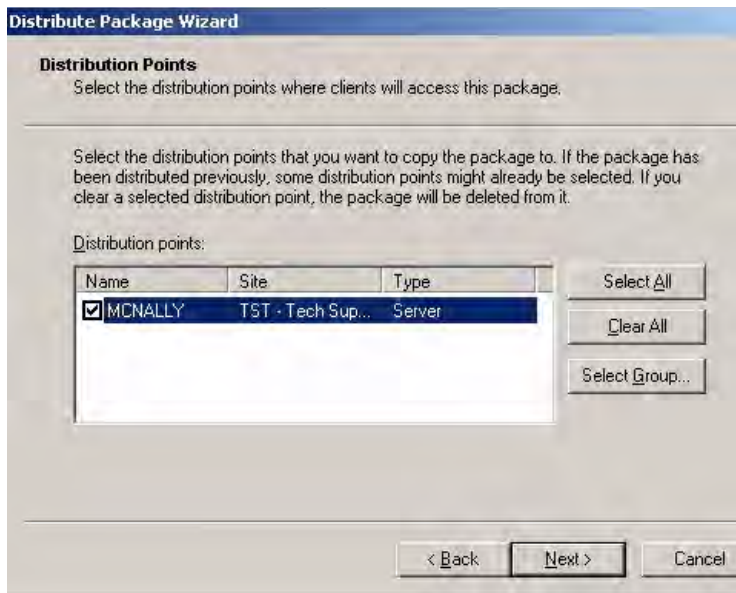 Distribute Package Wizard
Distribution Points
Select the distribution points where clients will access this package.
Select the distribution points that you want to copy the package to. If the package has
been distributed previously, some distribution points might already be selected. If you
clear a selected distribution point, the package will be deleted from it.
Distribution points:
Name Site Type
MCNALLY TST - Tech Sup... Server
Select All
Clear All
Select Group...
< Back Next > Cancel